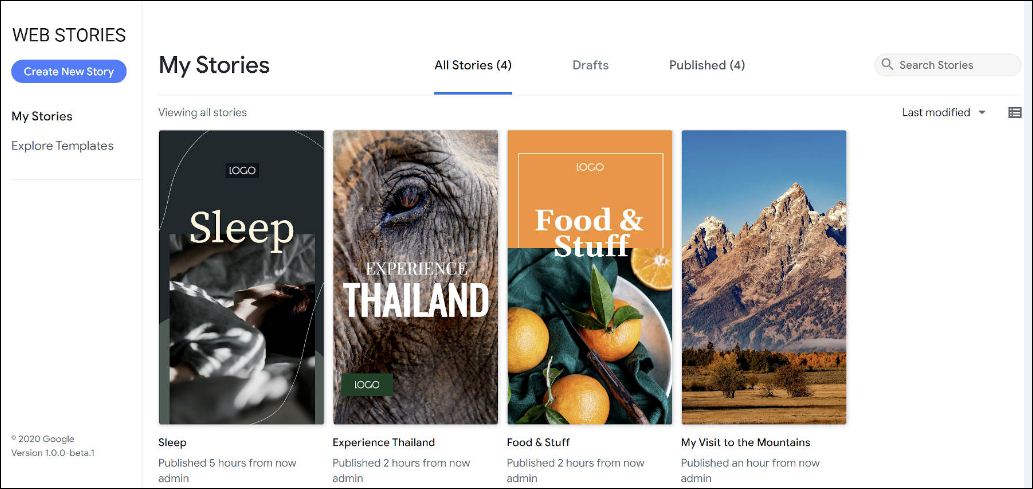 WEB STORIES
Create New Story
My Stories
Explore Templates
© 2020 Google
Version 1.0.0-beta.1
My Stories
All Stories (4)
Drafts
Published (4)
Search Stories
Viewing all stories
Last modified
LOGO
Sleep
EXPERIENCE
THAILAND
LOGO
LOGO
Food &
Stuff
Sleep
Published 5 hours from now
admin
Experience Thailand
Published 2 hours from now
admin
Food & Stuff
Published 2 hours from now
admin
My Visit to the Mountains
Published an hour from now
admin